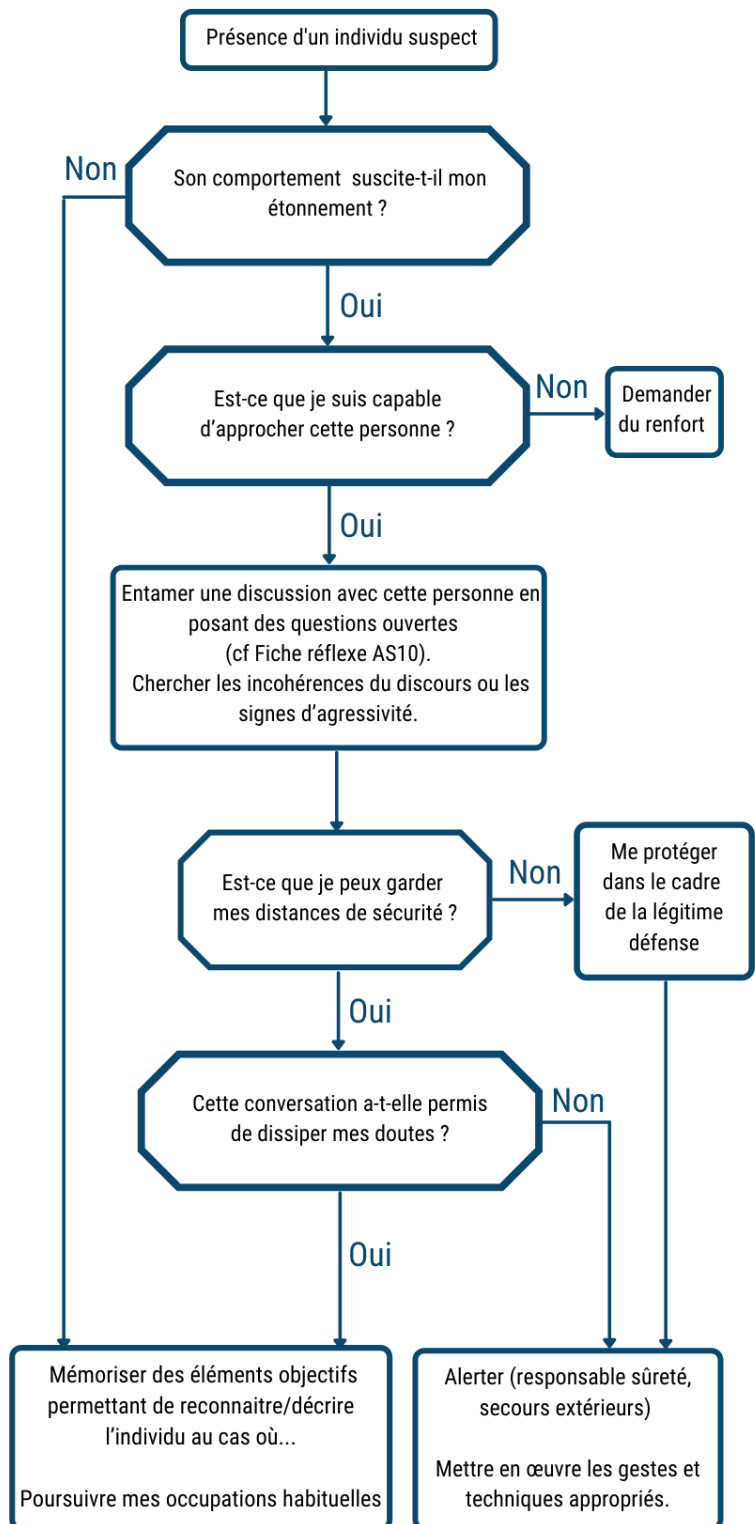 Présence d'un individu suspect
Non
Son comportement suscite-t-il mon
étonnement ?
Oui
Est-ce que je suis capable
d'approcher cette personne ?
Non
Demander
du renfort
Oui
Entamer une discussion avec cette personne en
posant des questions ouvertes
(cf Fiche réflexe AS10).
Chercher les incohérences du discours ou les
signes d'agressivité.
Est-ce que je peux garder
mes distances de sécurité ?
Non
Me protéger
dans le cadre
de la légitime
défense
Oui
Cette conversation a-t-elle permis
de dissiper mes doutes ?
Non
Oui
Mémoriser des éléments objectifs
permettant de reconnaitre/décrire
l'individu au cas où...
Poursuivre mes occupations habituelles
Alerter (responsable sûreté,
secours extérieurs)
Mettre en œuvre les gestes et
techniques appropriés.